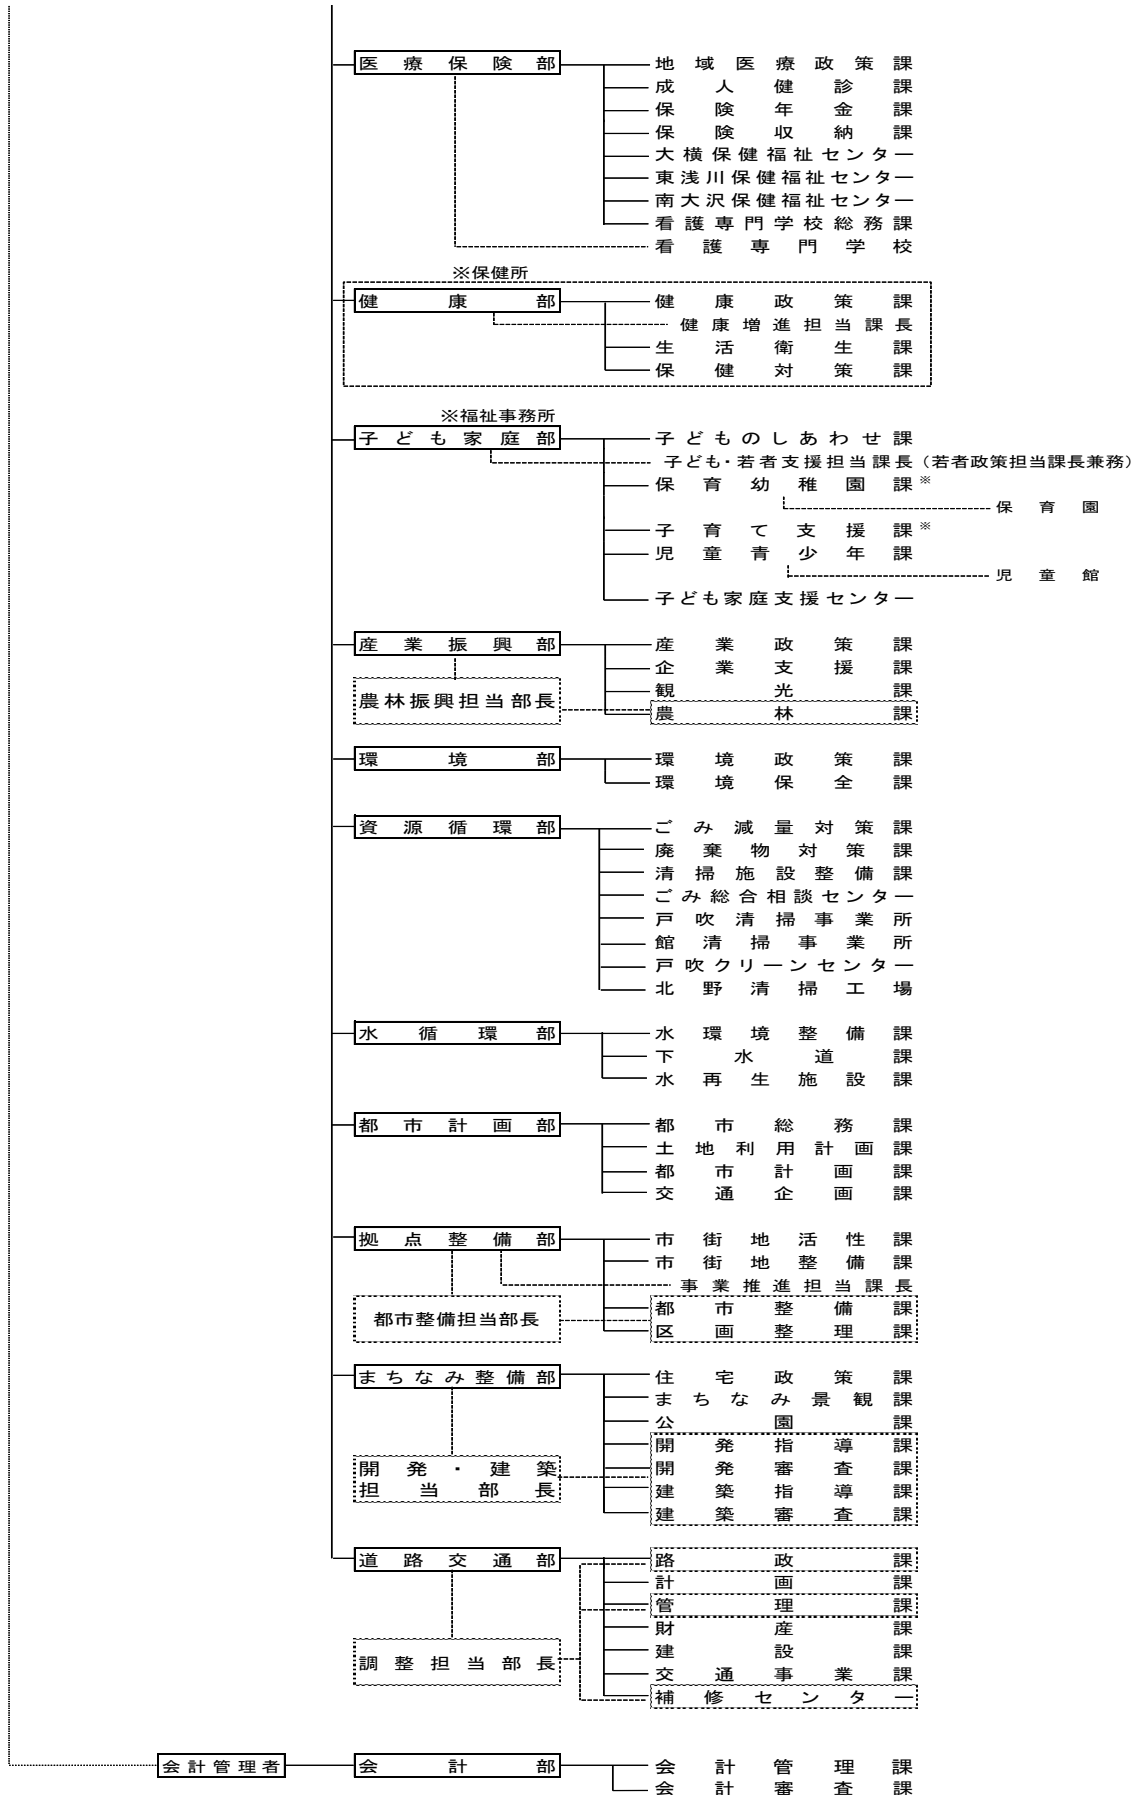 医療保険部 地域医療政策課
成人健診課
保険年金課
保険収納課
大横保健福祉センター
東浅川保健福祉センター
南大沢保健福祉センター
看護専門学校総務課
看護専門学校
※保健所
健康部 健康政策課
健康増進担当課長
生活衛生課
保健対策課
※福祉事務所
子ども家庭部 子どものしあわせ課
子ども・若者支援担当課長（若者政策担当課長兼務）
保育幼稚園課※
保育園
子育て支援課※
児童青少年課
児童館
子ども家庭支援センター
産業振興部 産業政策課
企業支援課
観光課
農林振興担当部長
農林課
環境部 環境政策課
環境保全課
資源循環部 ごみ減量対策課
廃棄物対策課
清掃施設整備課
ごみ総合相談センター
戸吹清掃事業所
館清掃事業所
戸吹クリーンセンター
北野清掃工場
水循環部 水環境整備課
下水道課
水再生施設課
都市計画部 都市総務課
土地利用計画課
都市計画課
交通企画課
拠点整備部 市街地活性課
市街地整備課
事業推進担当課長
都市整備課
都市整備担当部長
区画整理課
まちなみ整備部 住宅政策課
まちなみ景観課
公園課
開発指導課
開発・建築 開発審査課
担当部長 建築指導課
建築審査課
道路交通部 路政課
計画課
管理課
財産課
建設課
調整担当部長
交通事業課
補修センター
会計管理者 会計部 会計管理課
会計審査課